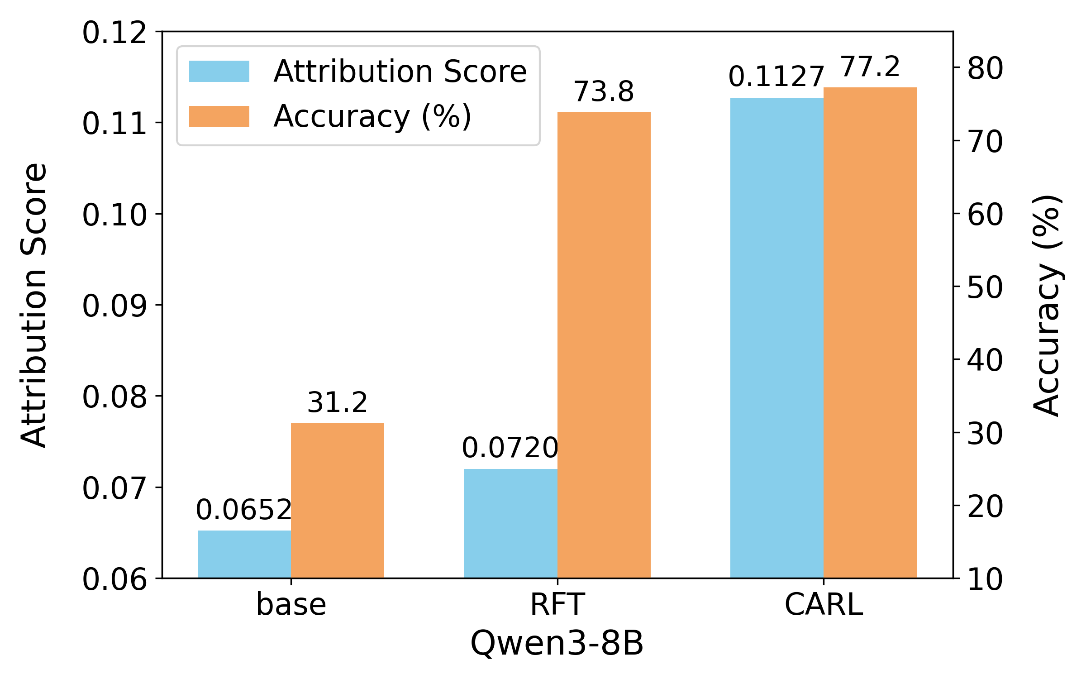 0.12
0.11
0.10
0.09
0.08
0.07
0.06
Attribution Score
Attribution Score
Accuracy (%)
0.0652
31.2
0.0720
73.8
0.1127
77.2
80
70
60
50
40
30
20
10
Accuracy (%)
base
RFT
CARL
Qwen3-8B